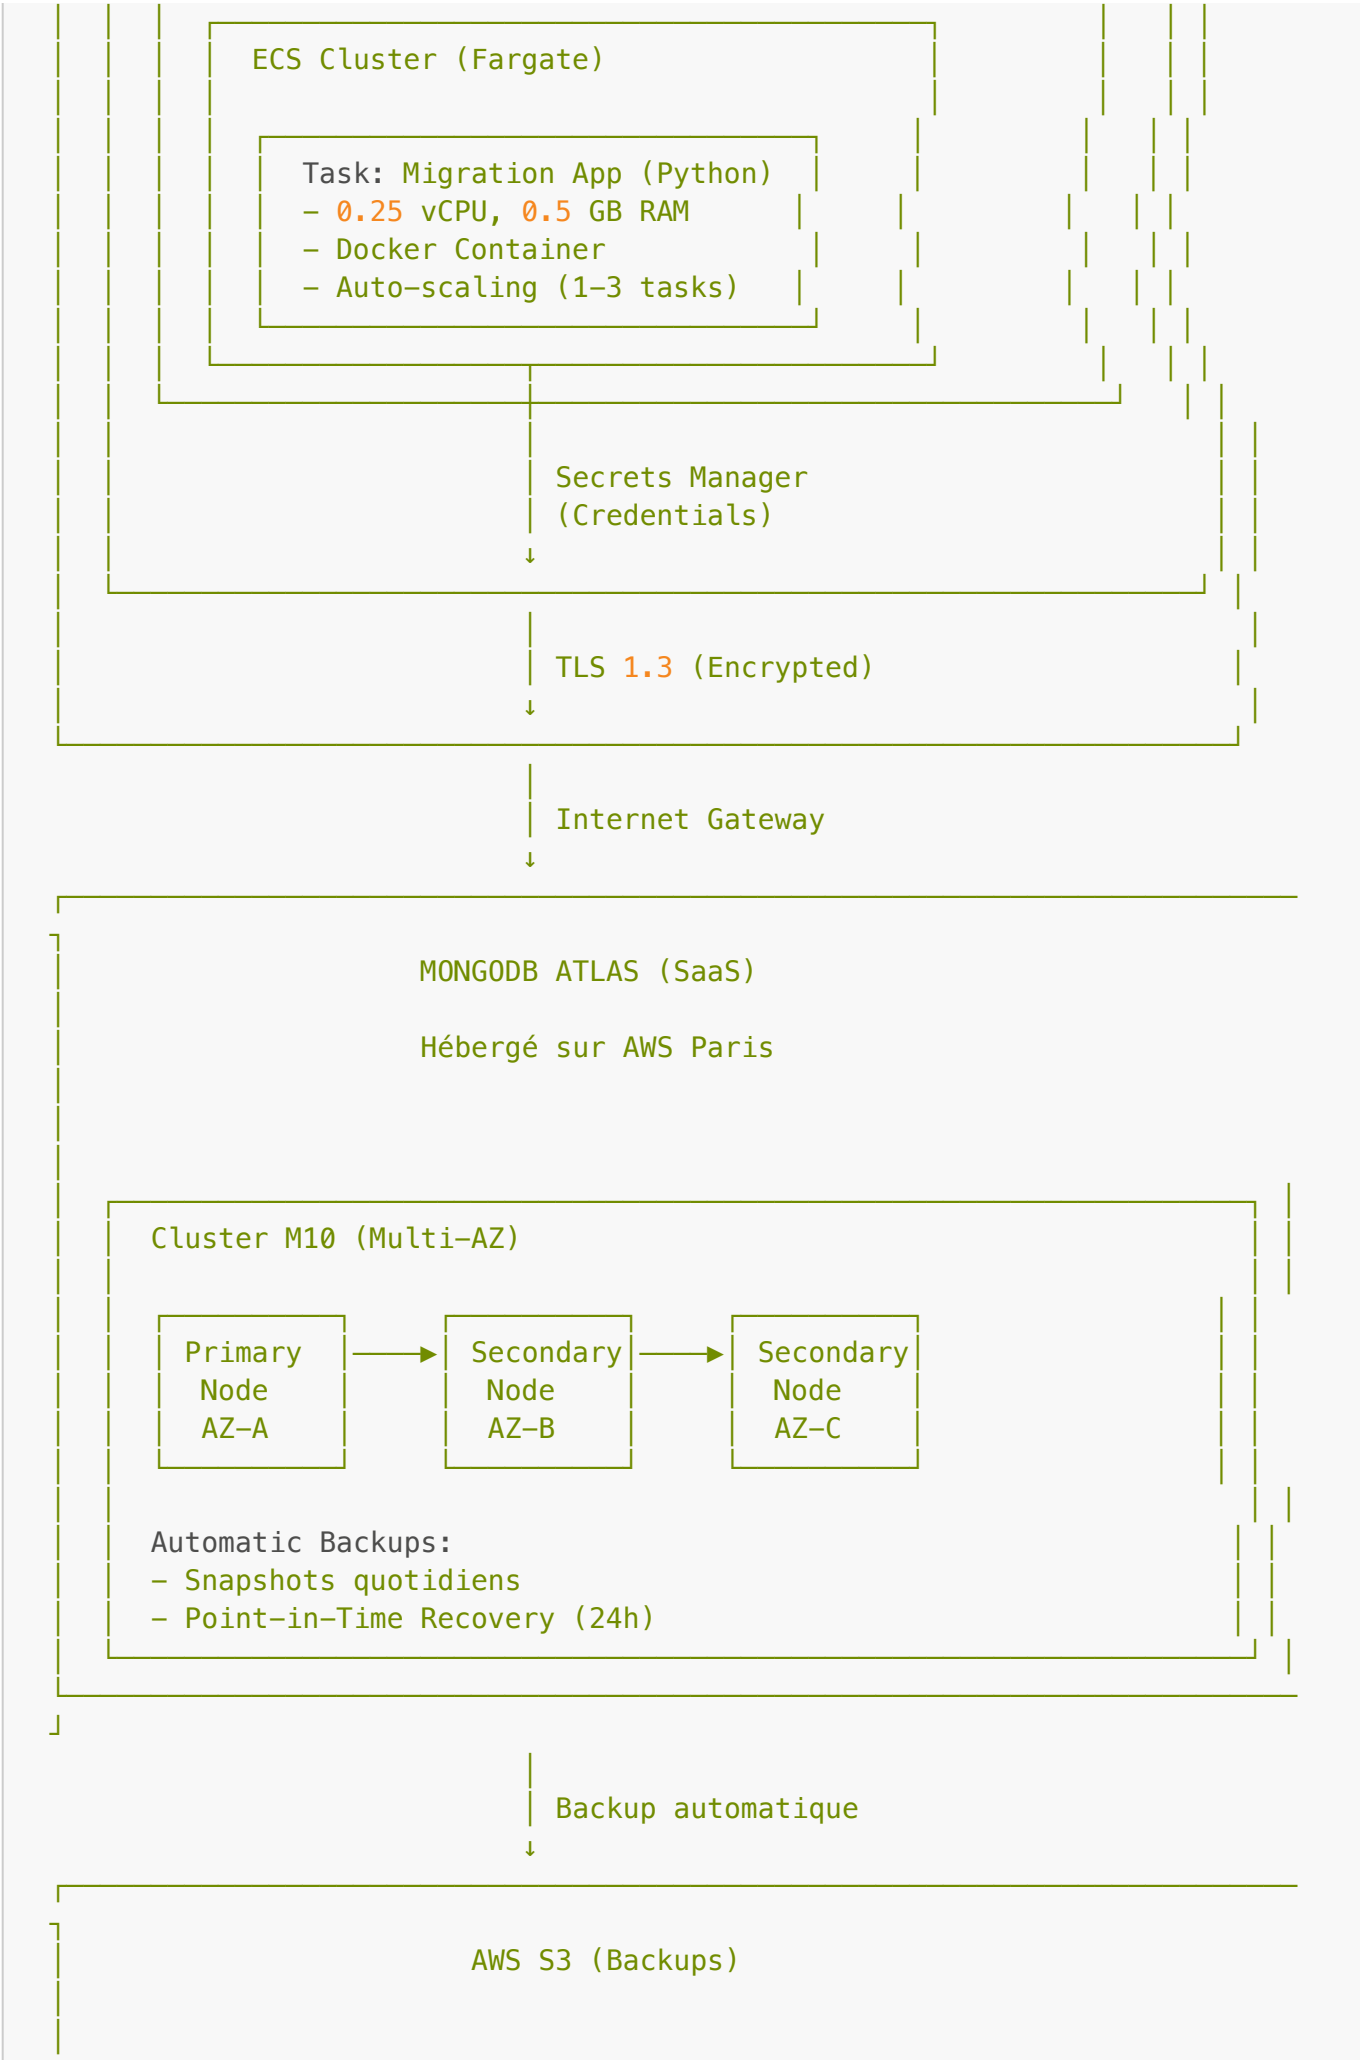 ECS Cluster (Fargate)
Task: Migration App (Python)
- 0.25 vCPU, 0.5 GB RAM
- Docker Container
- Auto-scaling (1-3 tasks)
Secrets Manager
(Credentials)
↓
TLS 1.3 (Encrypted)
↓
Internet Gateway
↓
MONGODB ATLAS (SaaS)
Hébergé sur AWS Paris
Cluster M10 (Multi-AZ)
Primary Secondary Secondary
Node Node Node
AZ-A AZ-B AZ-C
Automatic Backups:
- Snapshots quotidiens
- Point-in-Time Recovery (24h)
Backup automatique
↓
AWS S3 (Backups)